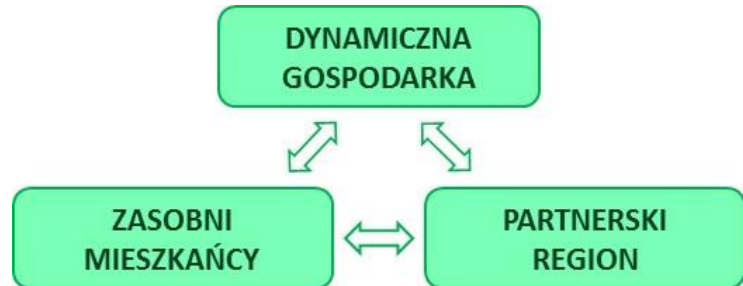 DYNAMICZNA
GOSPODARKA
ZASOBNI
MIESZKAŃCY
PARTNERSKI
REGION